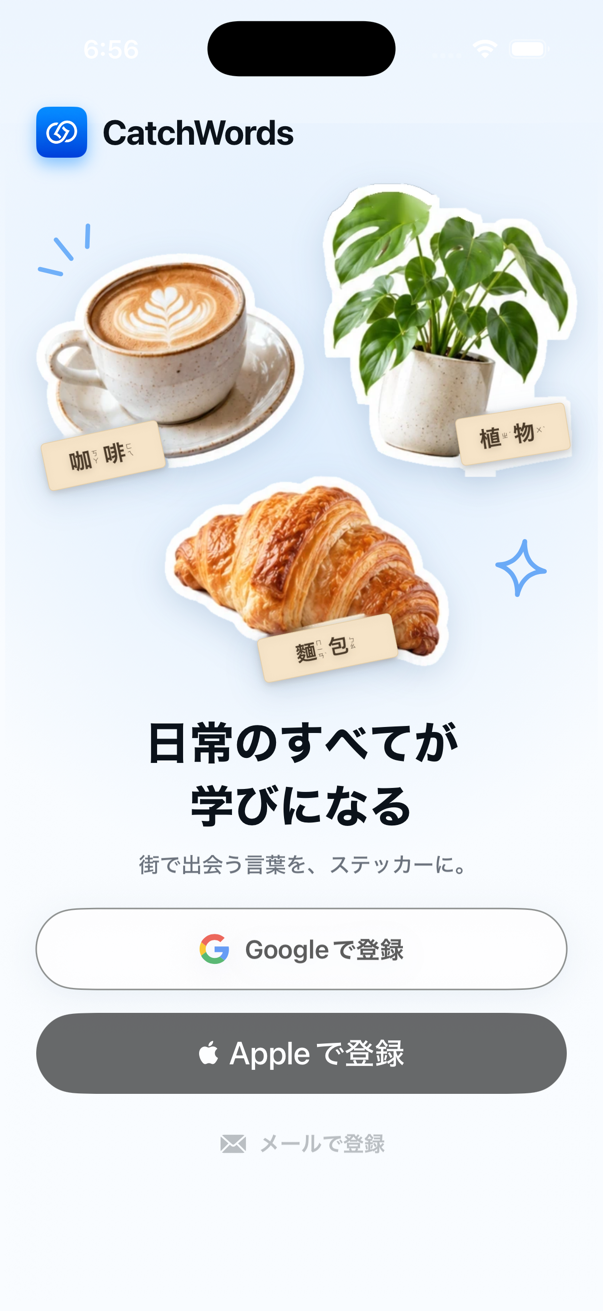 6:56
CatchWords
咖啡
植物
麵包
日常のすべてが
学びになる
街で出会う言葉を、ステッカーに。
Googleで登録
Appleで登録
メールで登録